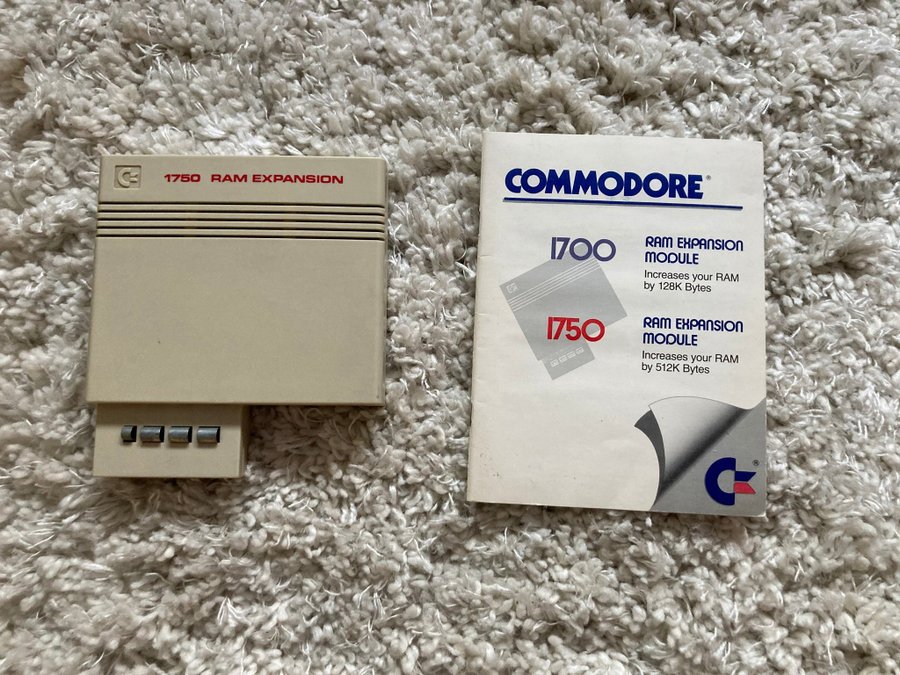 1750 RAM EXPANSION
COMMODORE®
1700
RAM EXPANSION
MODULE
Increases your RAM
by 128K Bytes
1750
RAM EXPANSION
MODULE
Increases your RAM
by 512K Bytes
®